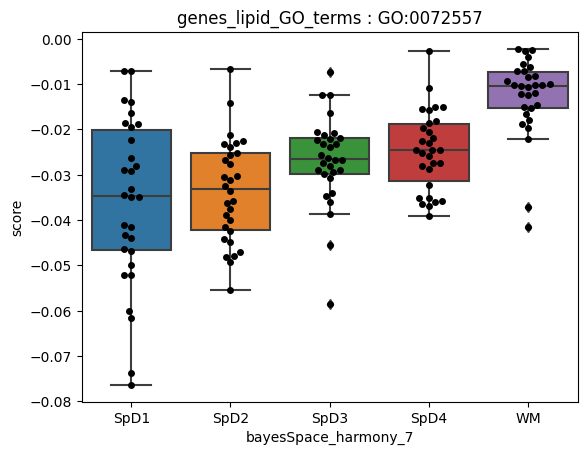 genes_lipid_GO_terms : GO:0072557
0.00
−0.01
−0.02
−0.03
−0.04
−0.05
−0.06
−0.07
−0.08
score
SpD1 SpD2 SpD3 SpD4 WM
bayesSpace_harmony_7